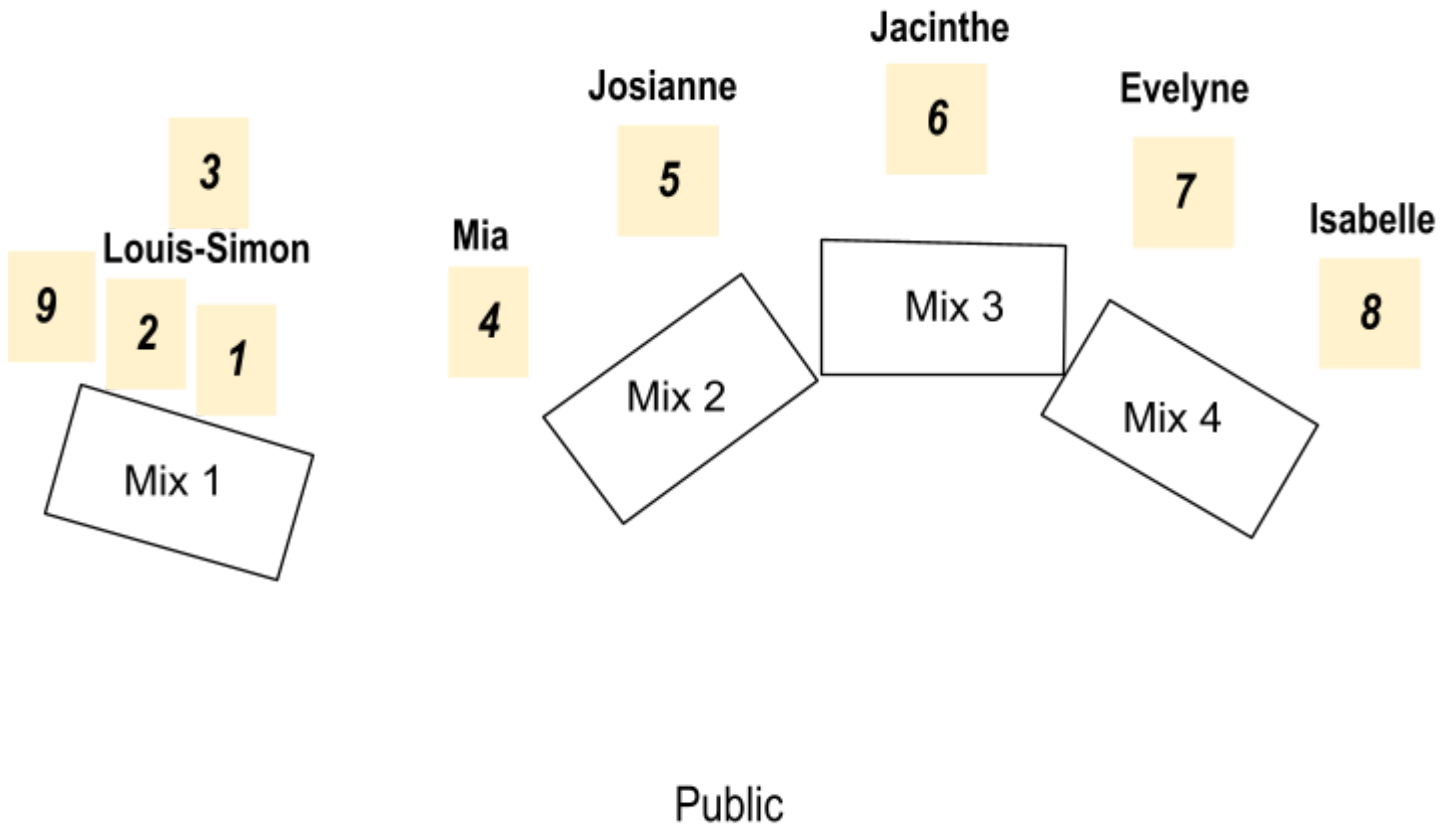 Jacinthe
Josianne
Evelyne
6
3
5
7
Isabelle
Mia
Louis-Simon
9
2
1
4
8
Mix 3
Mix 2
Mix 4
Mix 1
Public